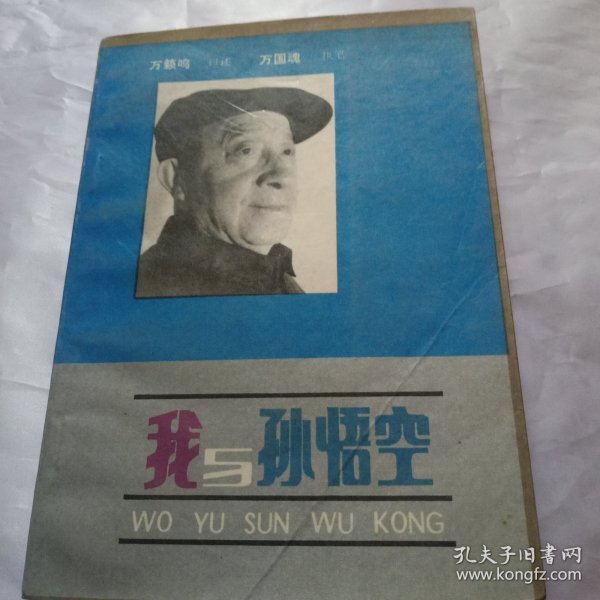 万籁鸣 口述 万国魂 执笔
我与孙悟空
WO YU SUN WU KONG
孔夫子旧书网
www.kongfz.com